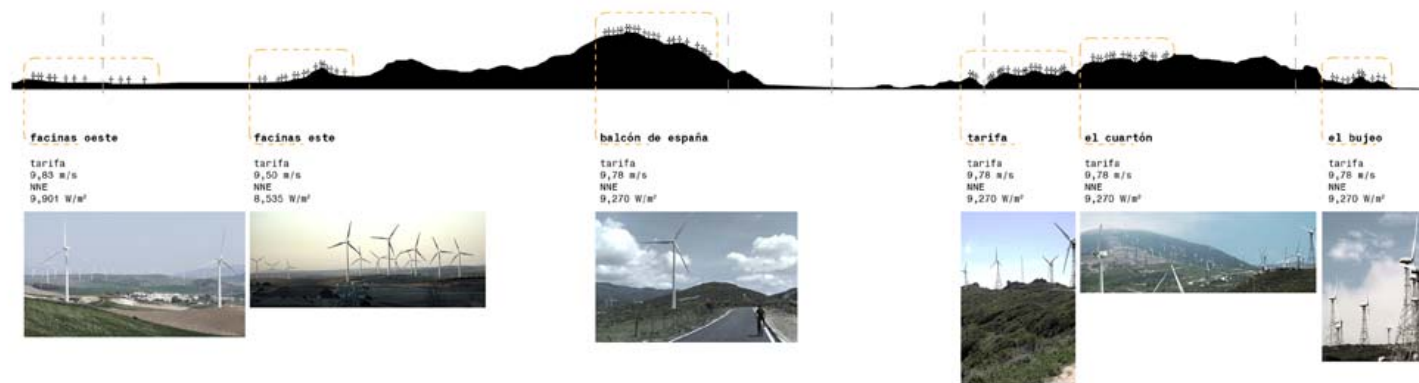 facinas oeste
tarifa
9,83 m/s
NNE
9,901 W/m²
facinas este
tarifa
9,50 m/s
NNE
8,535 W/m²
balcón de españa
tarifa
9,78 m/s
NNE
9,270 W/m²
tarifa
tarifa
9,78 m/s
NNE
9,270 W/m²
el cuartón
tarifa
9,78 m/s
NNE
9,270 W/m²
el bujeo
tarifa
9,78 m/s
NNE
9,270 W/m²